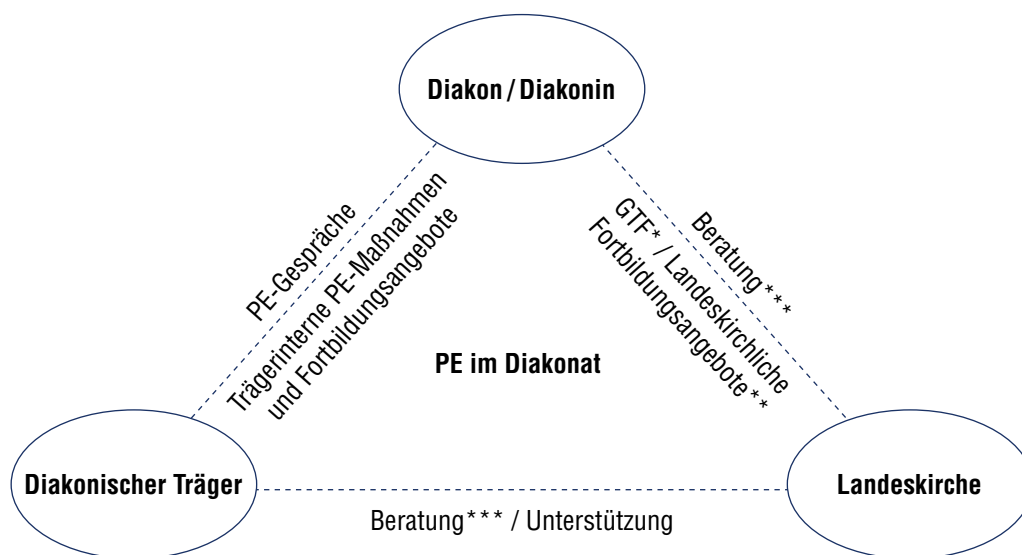 Diakon / Diakonin
PE-Gespräche
Trägerinterne PE-Maßnahmen
und Fortbildungsangebote
Beratung***
GTF* / Landeskirchliche
Fortbildungsangebote**
PE im Diakonat
Diakonischer Träger
Landeskirche
Beratung*** / Unterstützung